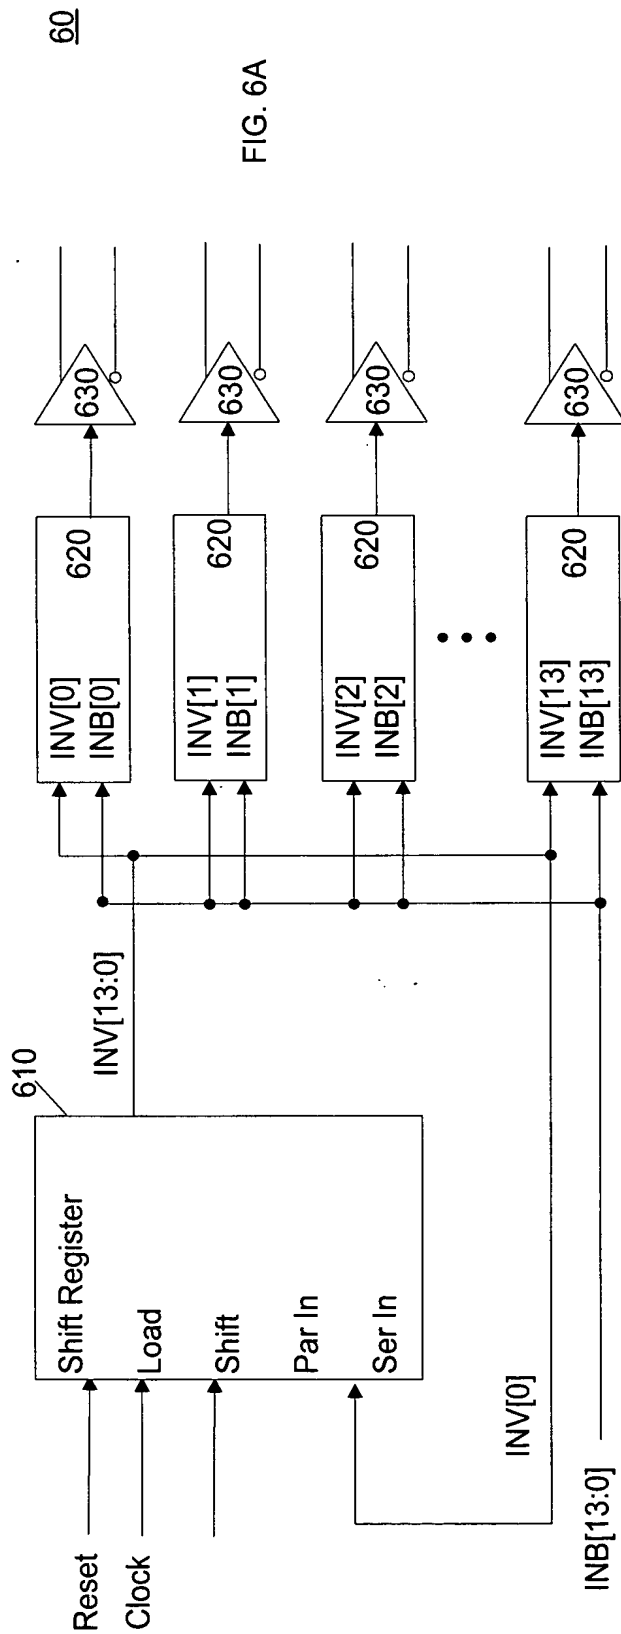 60
FIG. 6A
610
Shift Register
Load
Shift
Par In
Ser In
Reset
Clock
INV[13:0]
INV[0]
INB[13:0]
INV[0]
INB[0]
620
630
INV[1]
INB[1]
620
630
INV[2]
INB[2]
620
630
INV[13]
INB[13]
620
630